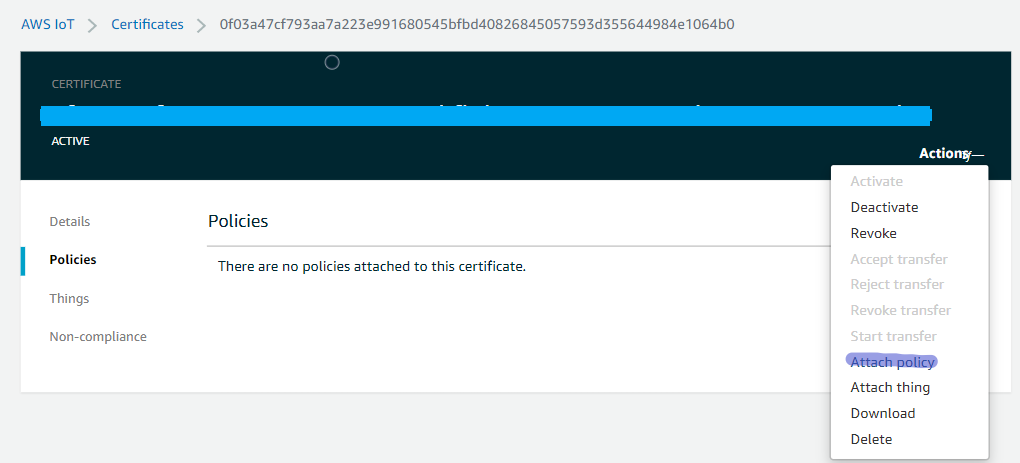 AWS IoT > Certificates > 0f03a47cf793aa7a223e991680545bfbd40826845057593d355644984e1064b0
CERTIFICATE
ACTIVE
Actions
Activate
Deactivate
Revoke
Accept transfer
Reject transfer
Revoke transfer
Start transfer
Attach policy
Attach thing
Download
Delete
Details
Policies
Things
Non-compliance
Policies
There are no policies attached to this certificate.